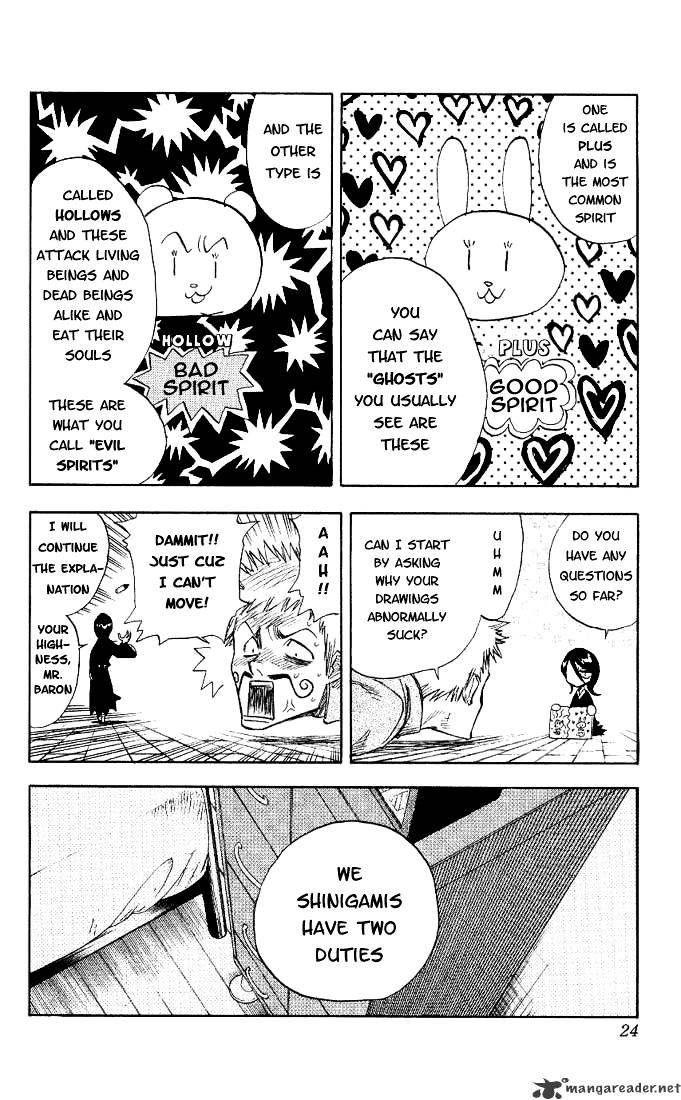 ONE
IS CALLED
PLUS
AND IS
THE MOST
COMMON
SPIRIT
YOU
CAN SAY
THAT THE
"GHOSTS"
YOU USUALLY
SEE ARE
THESE
PLUS
GOOD
SPIRIT
AND THE
OTHER
TYPE IS
CALLED
HOLLOWS
AND THESE
ATTACK LIVING
BEINGS AND
DEAD BEINGS
ALIKE AND
EAT THEIR
SOULS
THESE ARE
WHAT YOU
CALL "EVIL
SPIRITS"
HOLLOW
BAD
SPIRIT
DO YOU
HAVE ANY
QUESTIONS
SO FAR?
UHMM
CAN I START
BY ASKING
WHY YOUR
DRAWINGS
ABNORMALLY
SUCK?
AAH!!
DAMMIT!!
JUST CUZ
I CAN'T
MOVE!
I WILL
CONTINUE
THE EXPLA-
NATION
YOUR
HIGH-
NESS,
MR.
BARON
WE
SHINIGAMIS
HAVE TWO
DUTIES
24
mangareader.net